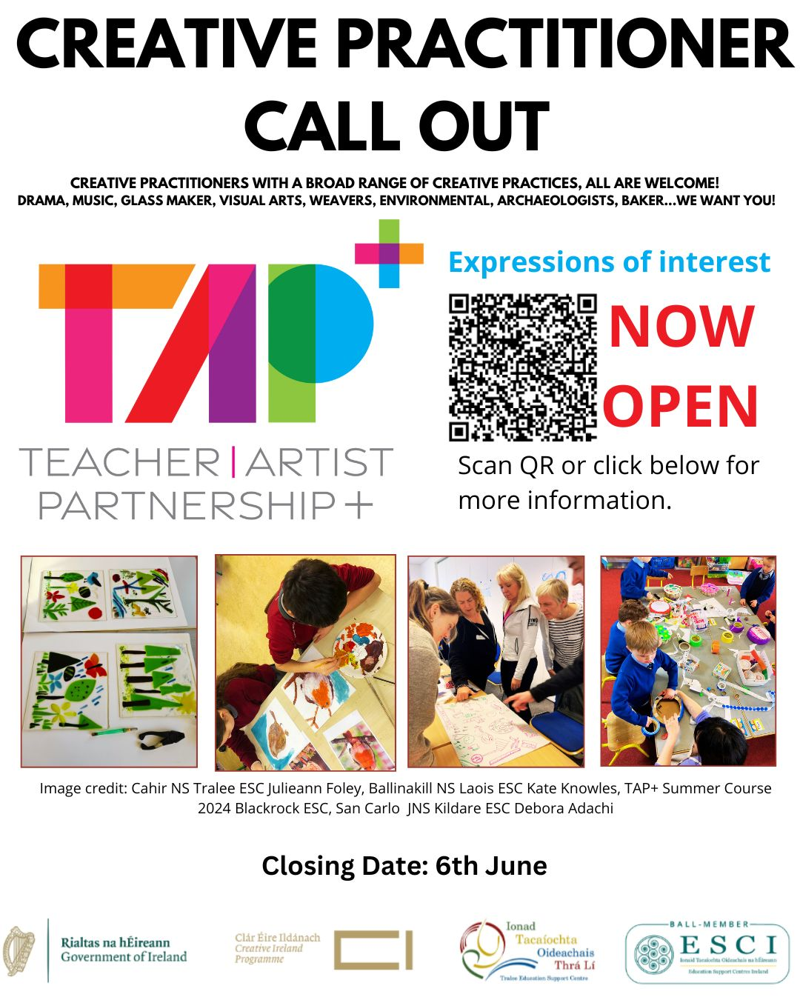 CREATIVE PRACTITIONER
CALL OUT
CREATIVE PRACTITIONERS WITH A BROAD RANGE OF CREATIVE PRACTICES, ALL ARE WELCOME!
DRAMA, MUSIC, GLASS MAKER, VISUAL ARTS, WEAVERS, ENVIRONMENTAL, ARCHAEOLOGISTS, BAKER...WE WANT YOU!
TAP+
TEACHER | ARTIST
PARTNERSHIP +
Expressions of interest
NOW
OPEN
Scan QR or click below for
more information.
Image credit: Cahir NS Tralee ESC Julieann Foley, Ballinakill NS Laois ESC Kate Knowles, TAP+ Summer Course
2024 Blackrock ESC, San Carlo JNS Kildare ESC Debora Adachi
Closing Date: 6th June
Rialtas na hÉireann
Government of Ireland
Clár Éire Ildánach
Creative Ireland
Programme
Ionad
Tacaíochta
Oideachais
Thrá Lí
Tralee Education Support Centre
BALL-MEMBER
ESCI
Ionaid Tacaíochta Oideachais na hÉireann
Education Support Centres Ireland